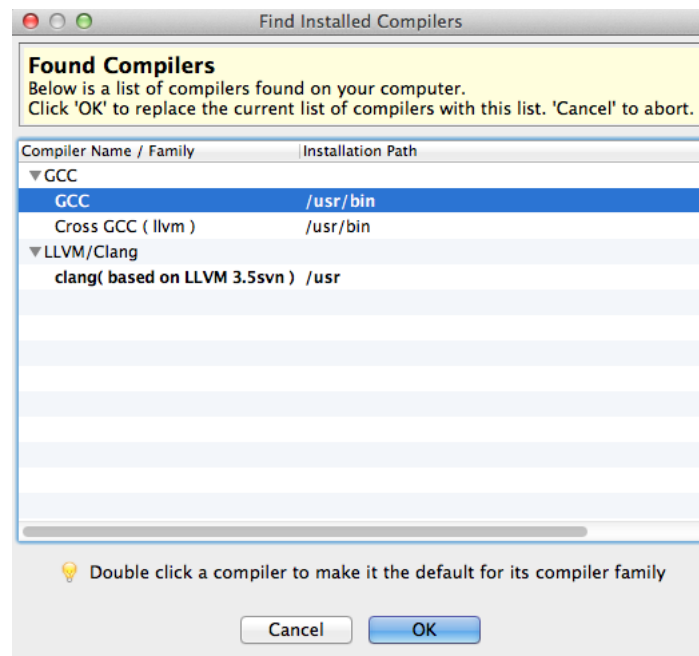 Find Installed Compilers
Found Compilers
Below is a list of compilers found on your computer.
Click 'OK' to replace the current list of compilers with this list. 'Cancel' to abort.
Compiler Name / Family Installation Path
GCC
GCC /usr/bin
Cross GCC ( llvm ) /usr/bin
LLVM/Clang
clang( based on LLVM 3.5svn ) /usr
Double click a compiler to make it the default for its compiler family
Cancel OK